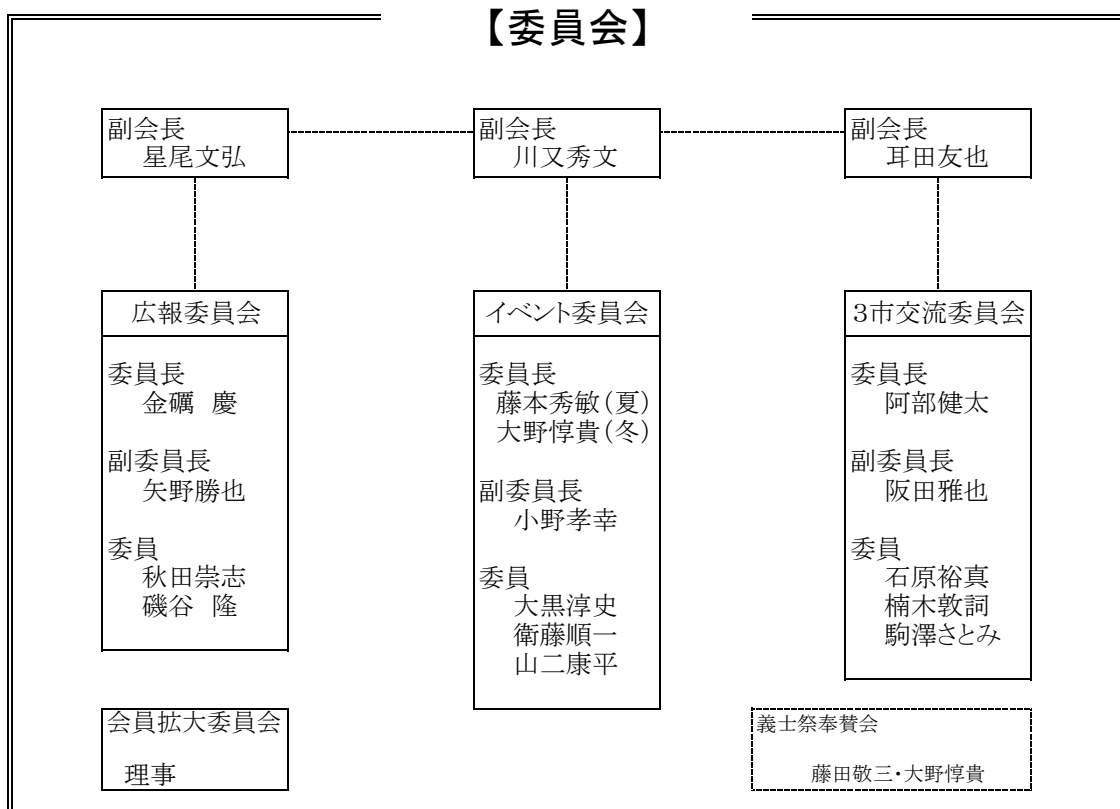 【委員会】
副会長
星尾文弘
副会長
川又秀文
副会長
耳田友也
広報委員会
委員長
金礪 慶
副委員長
矢野勝也
委員
秋田崇志
磯谷 隆
イベント委員会
委員長
藤本秀敏(夏)
大野惇貴(冬)
副委員長
小野孝幸
委員
大黒淳史
衛藤順一
山二康平
3市交流委員会
委員長
阿部健太
副委員長
阪田雅也
委員
石原裕真
楠木敦詞
駒澤さとみ
会員拡大委員会
理事
義士祭奉賛会
藤田敬三・大野惇貴